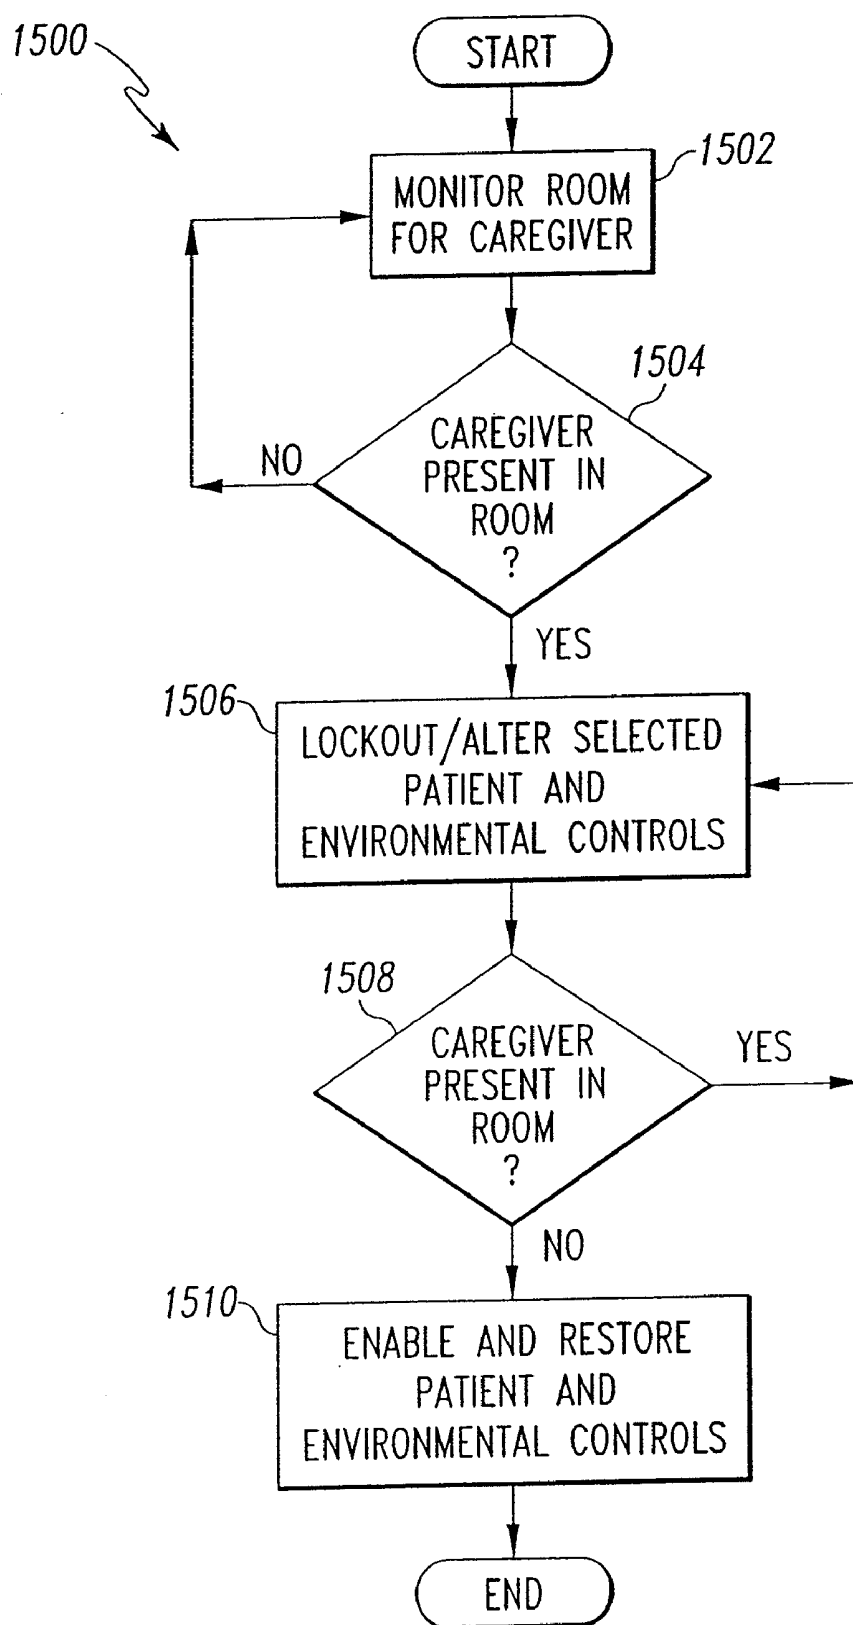 1500
START
1502
MONITOR ROOM
FOR CAREGIVER
1504
CAREGIVER
PRESENT IN
ROOM
?
NO
YES
1506
LOCKOUT/ALTER SELECTED
PATIENT AND
ENVIRONMENTAL CONTROLS
1508
CAREGIVER
PRESENT IN
ROOM
?
YES
NO
1510
ENABLE AND RESTORE
PATIENT AND
ENVIRONMENTAL CONTROLS
END